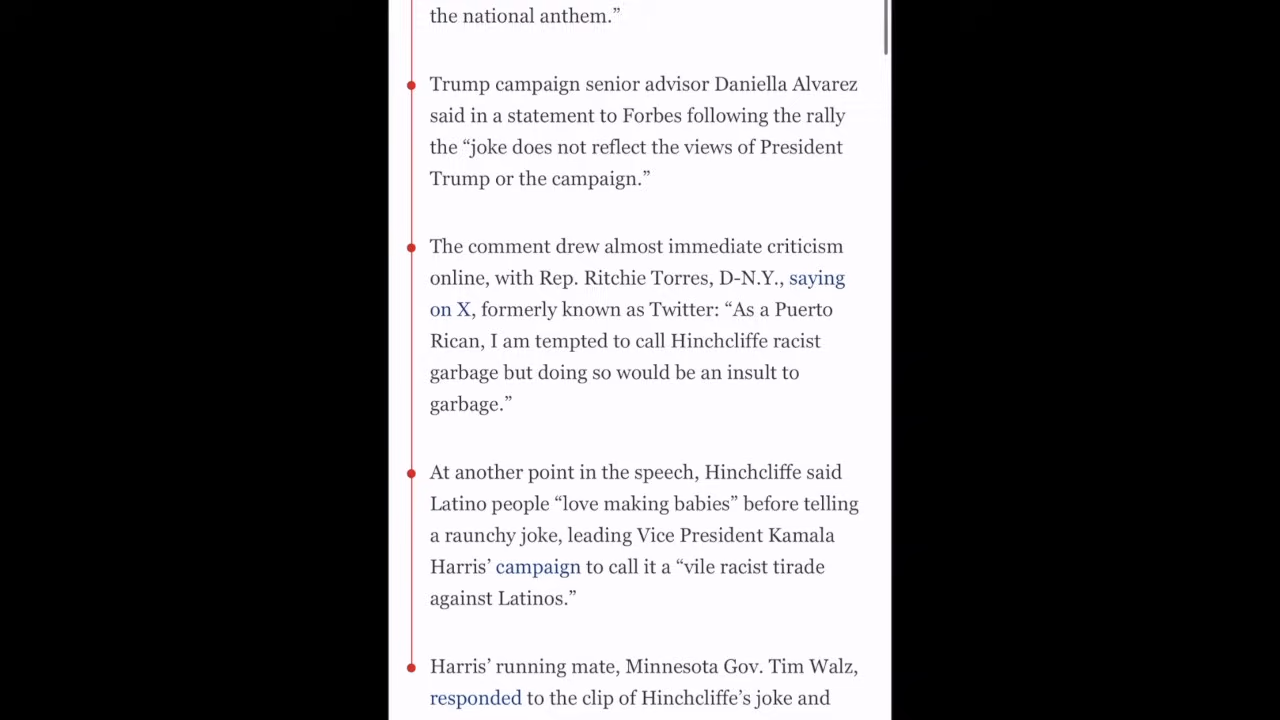 the national anthem.”
Trump campaign senior advisor Daniella Alvarez
said in a statement to Forbes following the rally
the “joke does not reflect the views of President
Trump or the campaign.”
The comment drew almost immediate criticism
online, with Rep. Ritchie Torres, D-N.Y., saying
on X, formerly known as Twitter: “As a Puerto
Rican, I am tempted to call Hinchcliffe racist
garbage but doing so would be an insult to
garbage.”
At another point in the speech, Hinchcliffe said
Latino people “love making babies” before telling
a raunchy joke, leading Vice President Kamala
Harris’ campaign to call it a “vile racist tirade
against Latinos.”
Harris’ running mate, Minnesota Gov. Tim Walz,
responded to the clip of Hinchcliffe’s joke and